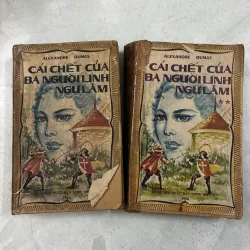 ALEXANDRE DUMAS
CÁI CHẾT CỦA
BA NGƯỜI LÍNH
NGỰ LÂM
ALEXANDRE DUMAS
CÁI CHẾT CỦA
BA NGƯỜI LÍNH
NGỰ LÂM
**